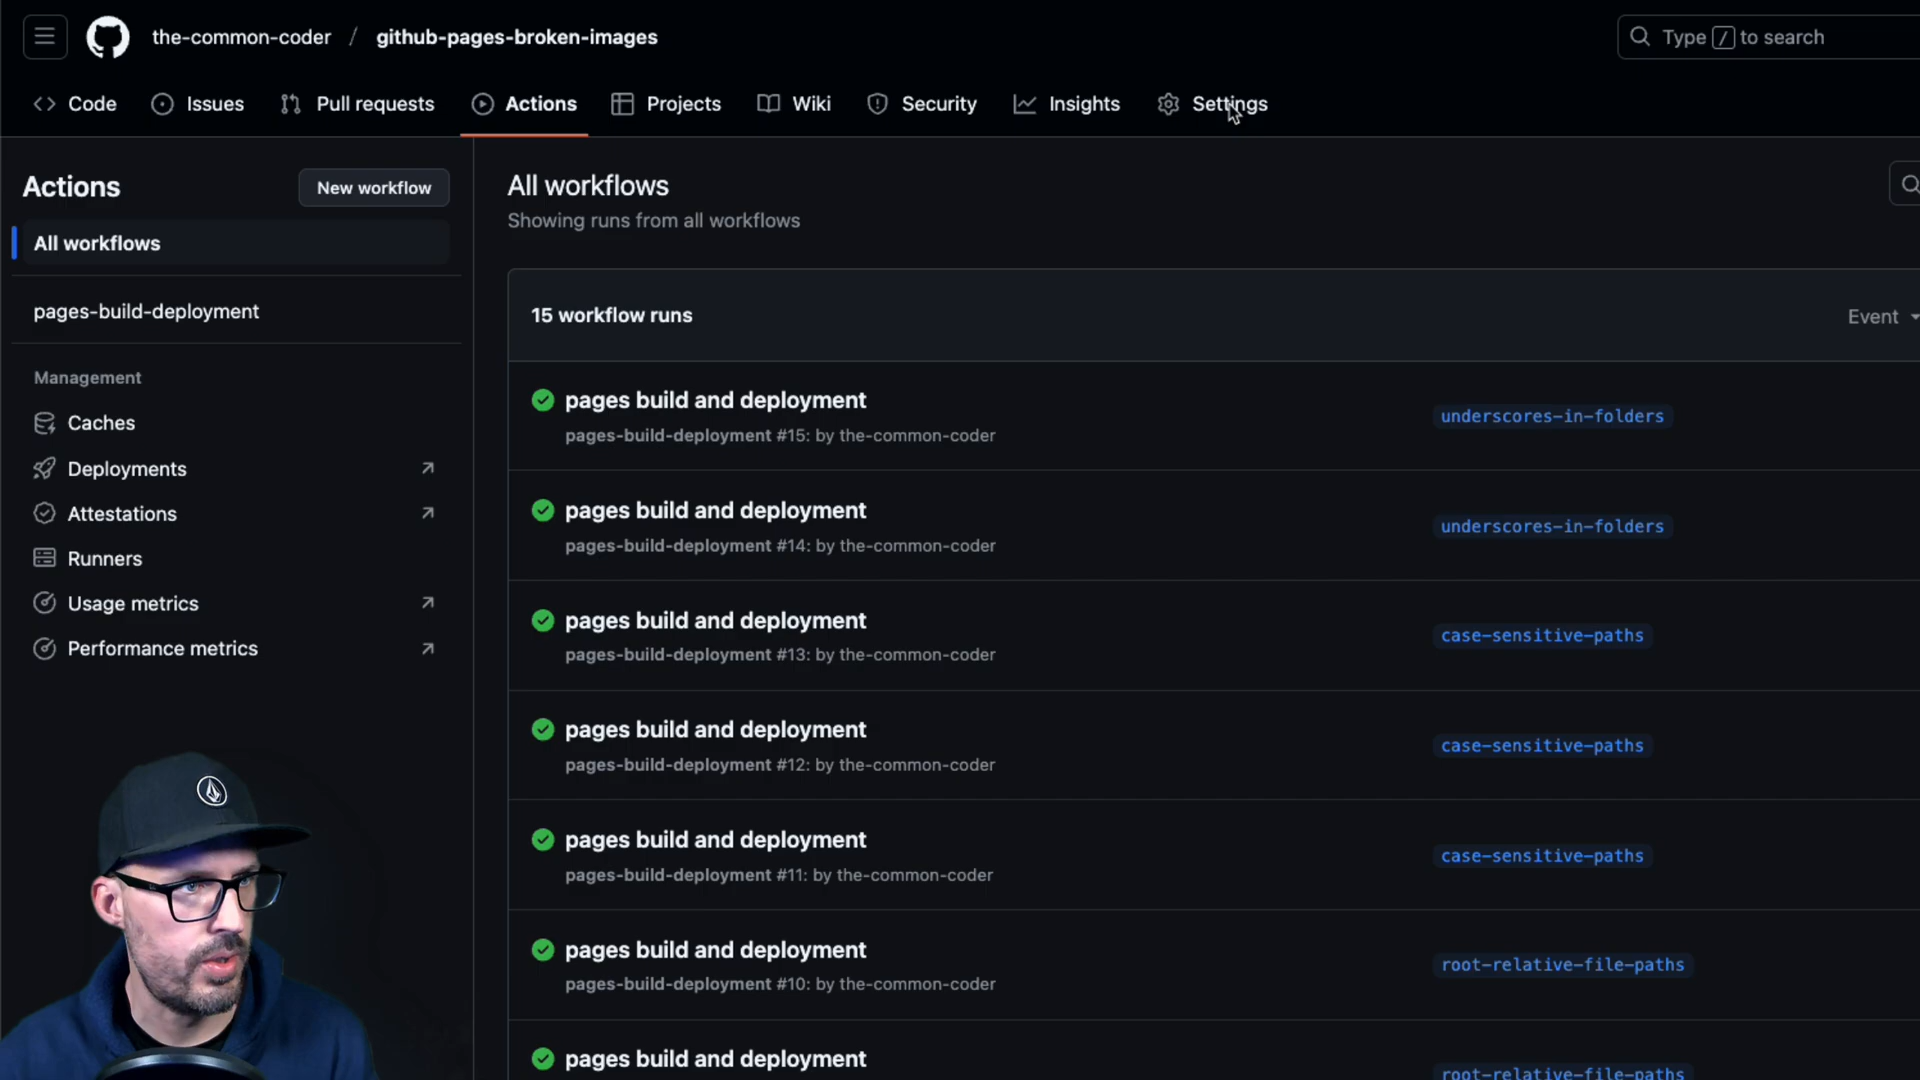 the-common-coder / github-pages-broken-images
Type / to search
Code
Issues
Pull requests
Actions
Projects
Wiki
Security
Insights
Settings
Actions
New workflow
All workflows
pages-build-deployment
Management
Caches
Deployments
Attestations
Runners
Usage metrics
Performance metrics
All workflows
Showing runs from all workflows
15 workflow runs
Event
pages build and deployment
pages-build-deployment #15: by the-common-coder
underscores-in-folders
pages build and deployment
pages-build-deployment #14: by the-common-coder
underscores-in-folders
pages build and deployment
pages-build-deployment #13: by the-common-coder
case-sensitive-paths
pages build and deployment
pages-build-deployment #12: by the-common-coder
case-sensitive-paths
pages build and deployment
pages-build-deployment #11: by the-common-coder
case-sensitive-paths
pages build and deployment
pages-build-deployment #10: by the-common-coder
root-relative-file-paths
pages build and deployment
root-relative-file-paths